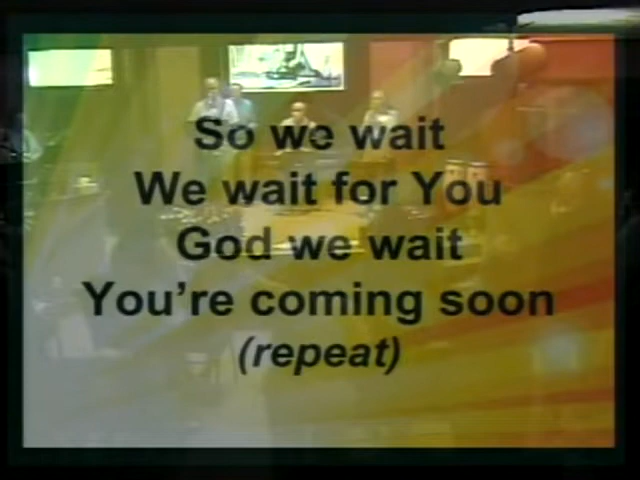 So we wait
We wait for You
God we wait
You're coming soon
(repeat)